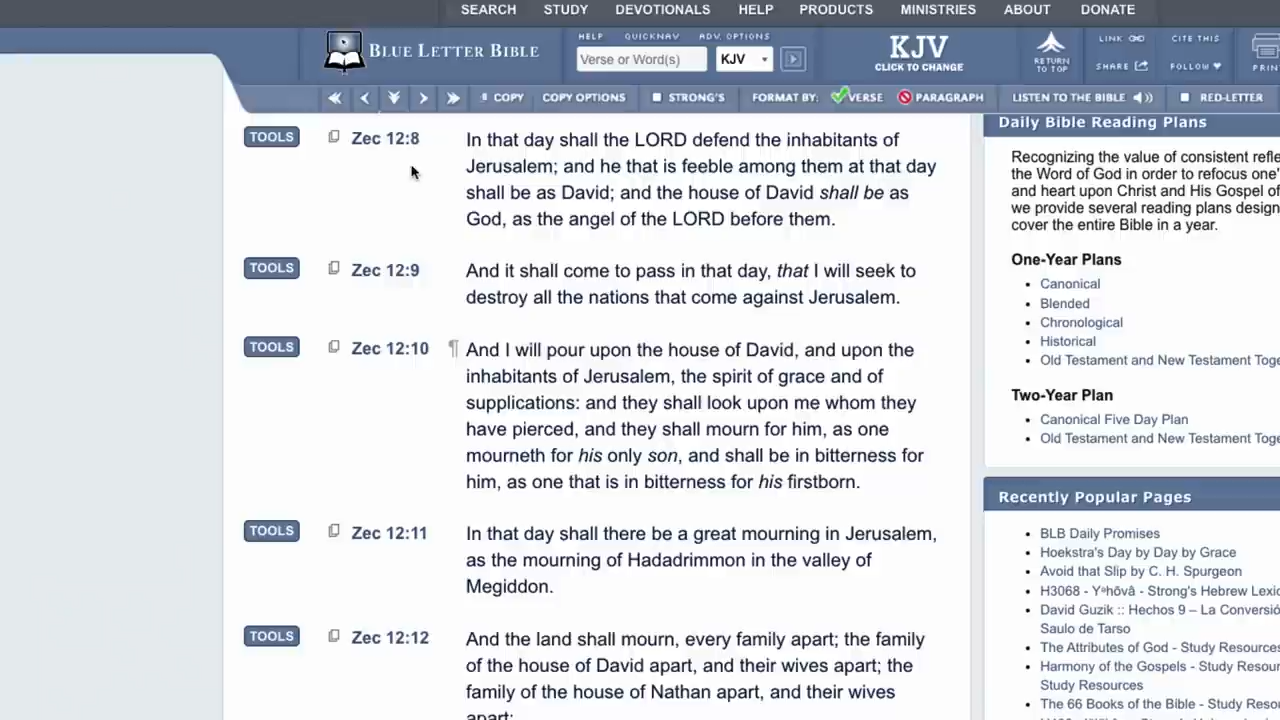 SEARCH STUDY DEVOTIONALS HELP PRODUCTS MINISTRIES ABOUT DONATE
BLUE LETTER BIBLE
HELP QUICKNAV ADV. OPTIONS
Verse or Word(s) KJV
KJV
CLICK TO CHANGE
RETURN
TO TOP
LINK CITE THIS
SHARE FOLLOW PRIN
COPY COPY OPTIONS STRONG'S FORMAT BY: VERSE PARAGRAPH LISTEN TO THE BIBLE RED-LETTER
TOOLS Zec 12:8 In that day shall the LORD defend the inhabitants of
Jerusalem; and he that is feeble among them at that day
shall be as David; and the house of David shall be as
God, as the angel of the LORD before them.
TOOLS Zec 12:9 And it shall come to pass in that day, that I will seek to
destroy all the nations that come against Jerusalem.
TOOLS Zec 12:10 ¶ And I will pour upon the house of David, and upon the
inhabitants of Jerusalem, the spirit of grace and of
supplications: and they shall look upon me whom they
have pierced, and they shall mourn for him, as one
mourneth for his only son, and shall be in bitterness for
him, as one that is in bitterness for his firstborn.
TOOLS Zec 12:11 In that day shall there be a great mourning in Jerusalem,
as the mourning of Hadadrimmon in the valley of
Megiddon.
TOOLS Zec 12:12 And the land shall mourn, every family apart; the family
of the house of David apart, and their wives apart; the
family of the house of Nathan apart, and their wives
apart;
Daily Bible Reading Plans
Recognizing the value of consistent refle
the Word of God in order to refocus one'
and heart upon Christ and His Gospel of
we provide several reading plans design
cover the entire Bible in a year.
One-Year Plans
Canonical
Blended
Chronological
Historical
Old Testament and New Testament Toge
Two-Year Plan
Canonical Five Day Plan
Old Testament and New Testament Toge
Recently Popular Pages
BLB Daily Promises
Hoekstra's Day by Day by Grace
Avoid that Slip by C. H. Spurgeon
H3068 - Yᵊhōvâ - Strong's Hebrew Lexic
David Guzik :: Hechos 9 – La Conversió
Saulo de Tarso
The Attributes of God - Study Resources
Harmony of the Gospels - Study Resour
Study Resources
The 66 Books of the Bible - Study Resou